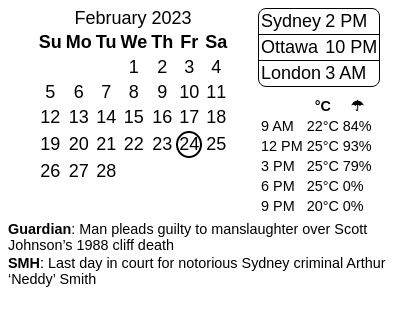 February 2023
Su Mo Tu We Th Fr Sa
1 2 3 4
5 6 7 8 9 10 11
12 13 14 15 16 17 18
19 20 21 22 23 24 25
26 27 28
Sydney 2 PM
Ottawa 10 PM
London 3 AM
°C ☂
9 AM 22°C 84%
12 PM 25°C 93%
3 PM 25°C 79%
6 PM 25°C 0%
9 PM 20°C 0%
Guardian: Man pleads guilty to manslaughter over Scott
Johnson’s 1988 cliff death
SMH: Last day in court for notorious Sydney criminal Arthur
‘Neddy’ Smith